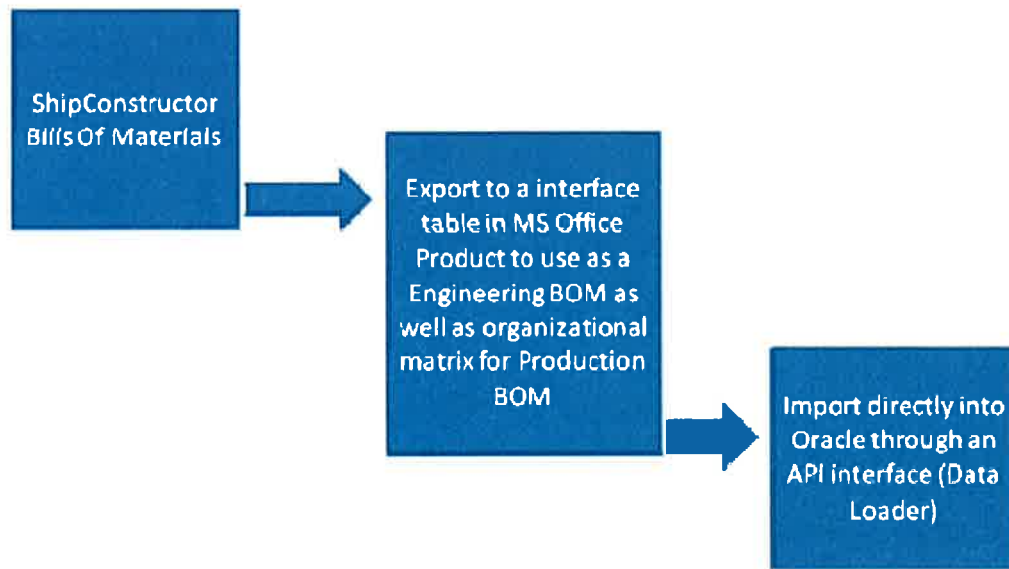 ShipConstructor
Bills Of Materials
Export to a interface
table in MS Office
Product to use as a
Engineering BOM as
well as organizational
matrix for Production
BOM
Import directly into
Oracle through an
API interface (Data
Loader)